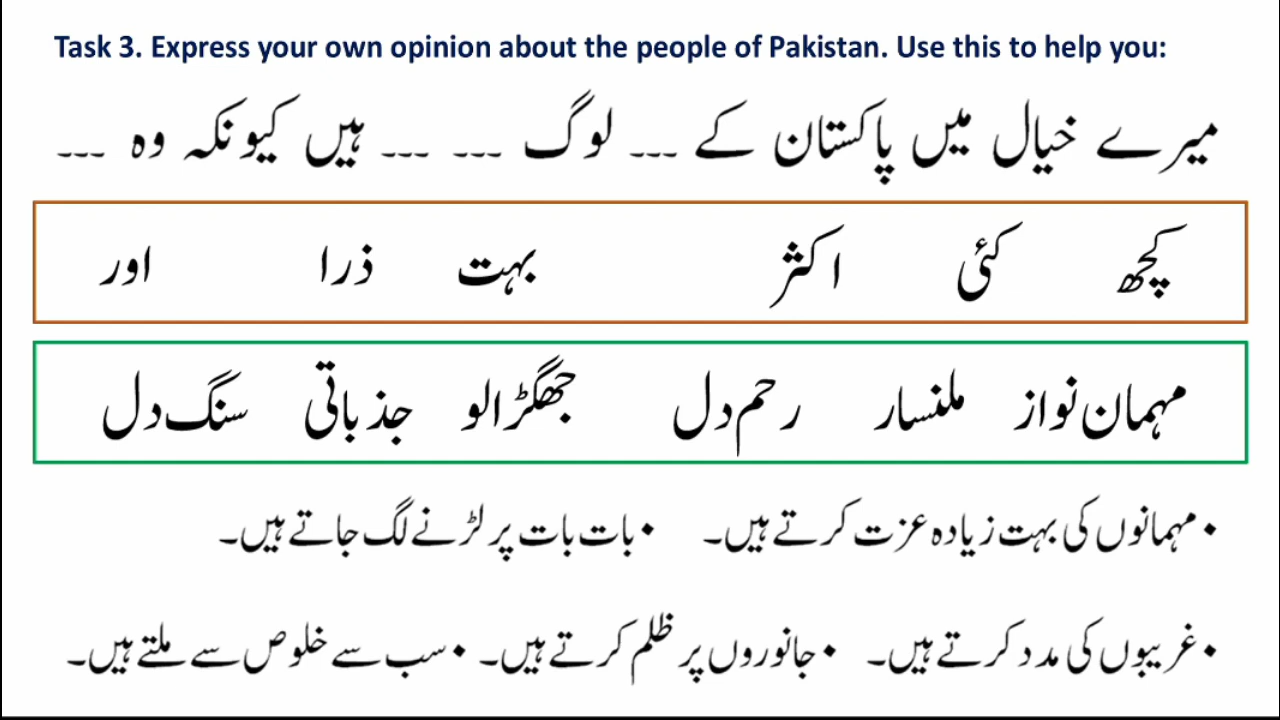 Task 3. Express your own opinion about the people of Pakistan. Use this to help you:
میرے خیال میں پاکستان کے --- لوگ --- --- ہیں کیونکہ وہ ---
کچھ کئی اکثر بہت ذرا اور
مہمان نواز ملنسار رحم دل جھگڑالو جذباتی سنگ دل
• مہمانوں کی بہت زیادہ عزت کرتے ہیں۔ • بات بات پر لڑنے لگ جاتے ہیں۔
• غریبوں کی مدد کرتے ہیں۔ • جانوروں پر ظلم کرتے ہیں۔ • سب سے خلوص سے ملتے ہیں۔